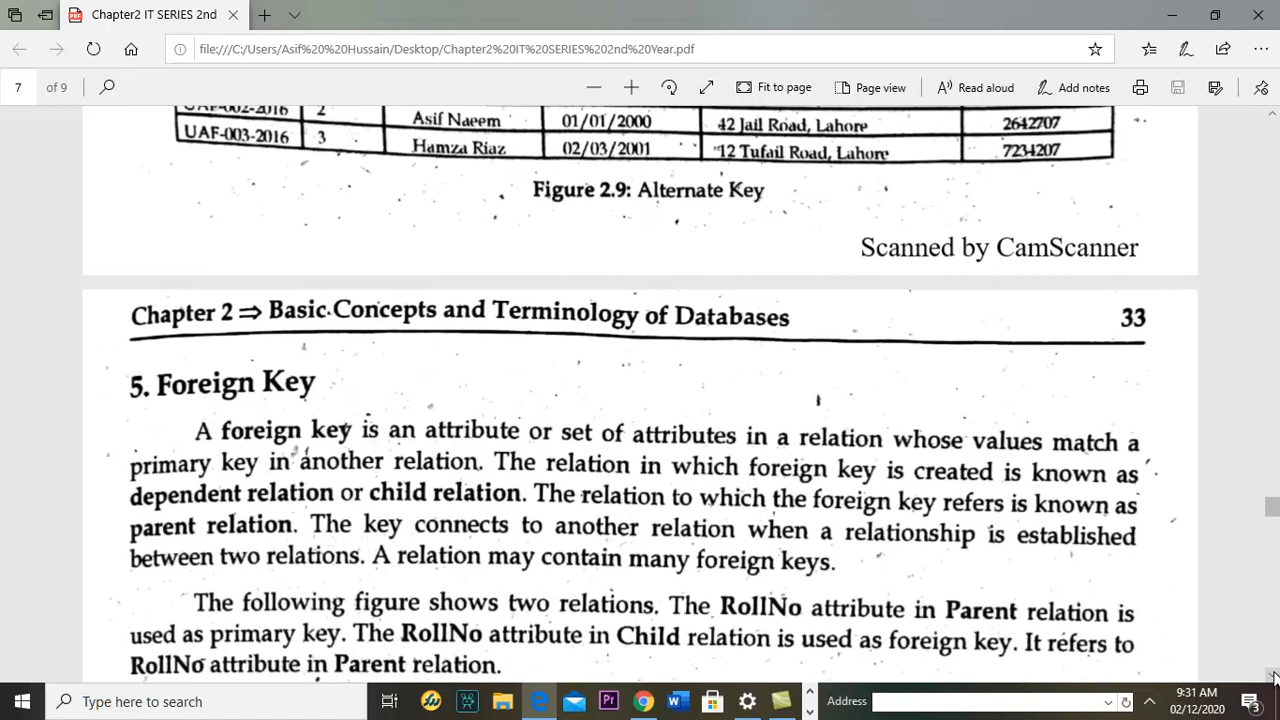 Chapter2 IT SERIES 2nd Year
file:///C:/Users/Asif%20%20Hussain/Desktop/Chapter2%20IT%20SERIES%202nd%20Year.pdf
7 of 9 Fit to page Page view Read aloud Add notes
UAF-002-2016 2 Asif Naeem 01/01/2000 42 Jail Road, Lahore 2642707
UAF-003-2016 3 Hamza Riaz 02/03/2001 12 Tufail Road, Lahore 7234207
Figure 2.9: Alternate Key
Scanned by CamScanner
Chapter 2 ⇒ Basic Concepts and Terminology of Databases 33
5. Foreign Key
A foreign key is an attribute or set of attributes in a relation whose values match a
primary key in another relation. The relation in which foreign key is created is known as
dependent relation or child relation. The relation to which the foreign key refers is known as
parent relation. The key connects to another relation when a relationship is established
between two relations. A relation may contain many foreign keys.
The following figure shows two relations. The RollNo attribute in Parent relation is
used as primary key. The RollNo attribute in Child relation is used as foreign key. It refers to
RollNo attribute in Parent relation.
Type here to search
Address
9:31 AM
02/12/2020
3